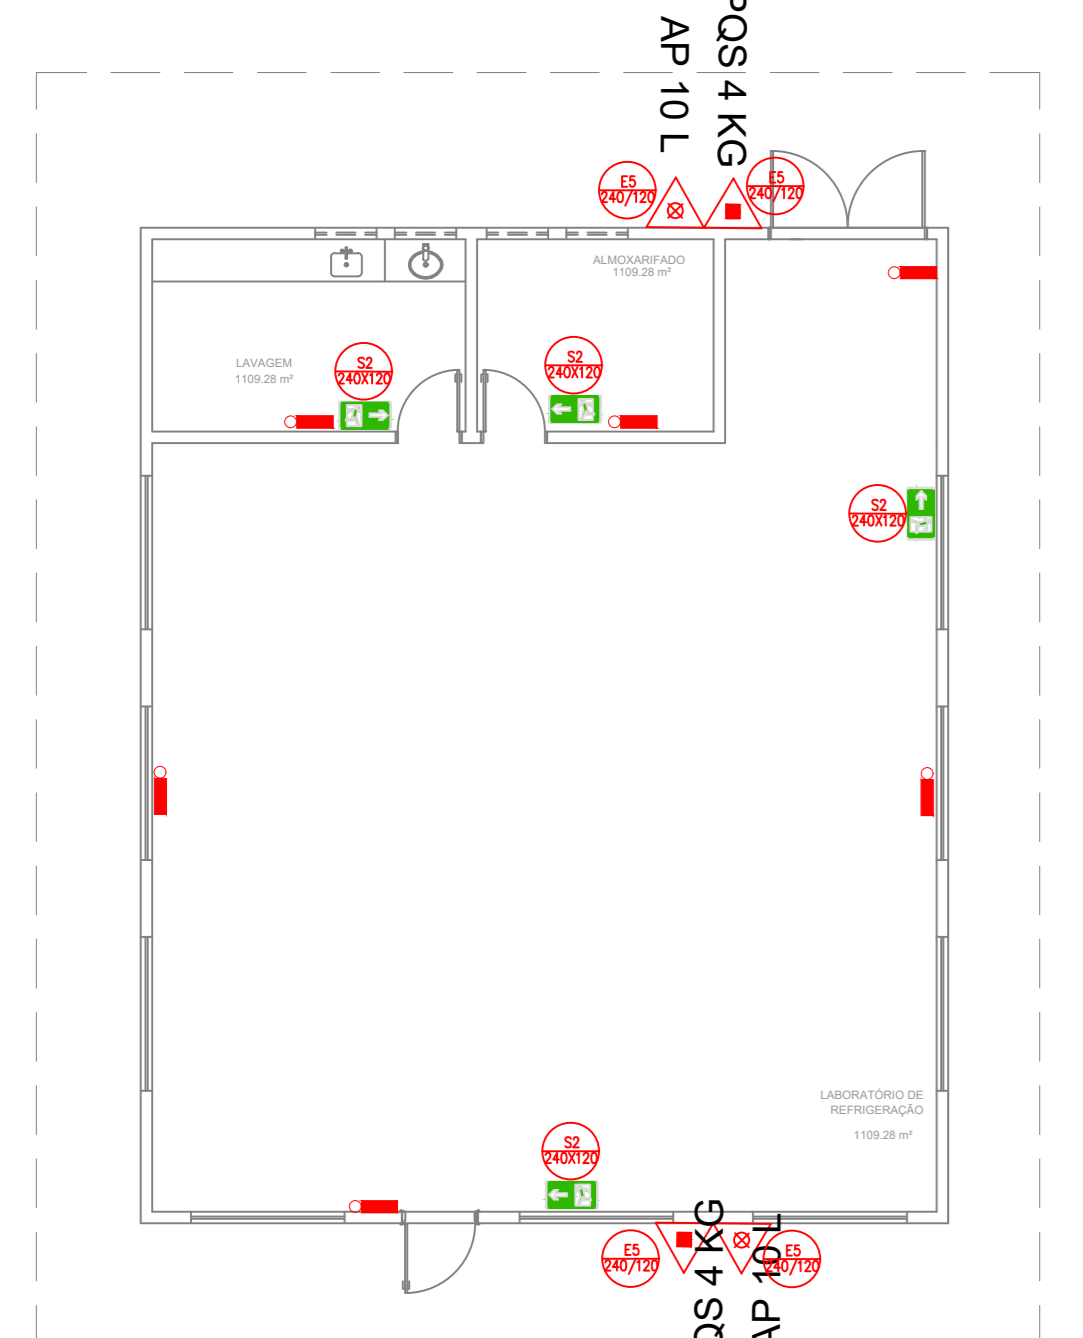 PQS 4 KG
AP 10 L
E5
240/120
E5
240/120
ALMOXARIFADO
1109.28 m²
LAVAGEM
1109.28 m²
S2
240X120
S2
240X120
S2
240X120
LABORATÓRIO DE
REFRIGERAÇÃO
1109.28 m²
S2
240X120
QS 4 KG
AP 10 L
E5
240/120
E5
240/120